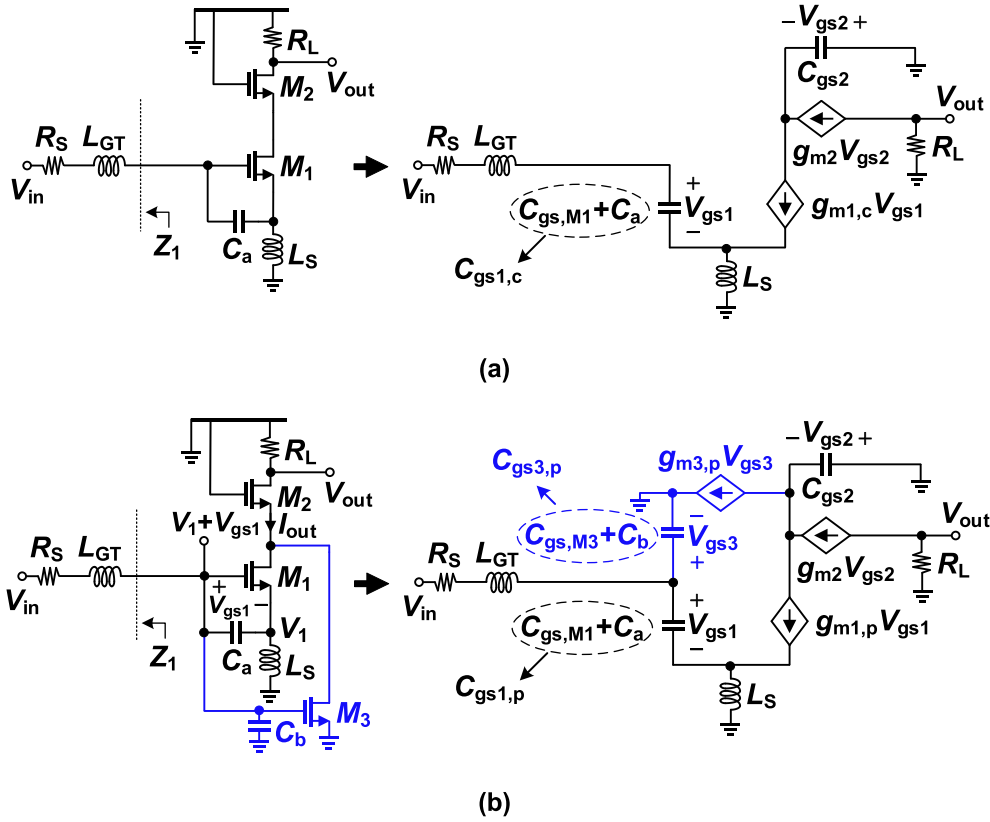 R_L
V_out
M_2
R_S
L_GT
V_in
M_1
C_a
L_S
Z_1
R_S
L_GT
V_in
C_gs,M1+C_a
C_gs1,c
+
V_gs1
−
L_S
− V_gs2 +
C_gs2
g_m2V_gs2
V_out
R_L
g_m1,cV_gs1
(a)
R_L
V_out
M_2
V_1+V_gs1
I_out
R_S
L_GT
V_in
M_1
+
V_gs1 −
V_1
C_a
L_S
Z_1
C_b
M_3
C_gs3,p
g_m3,pV_gs3
C_gs,M3+C_b
−
V_gs3
+
R_S
L_GT
V_in
C_gs,M1+C_a
C_gs1,p
+
V_gs1
−
L_S
− V_gs2 +
C_gs2
g_m2V_gs2
V_out
R_L
g_m1,pV_gs1
(b)